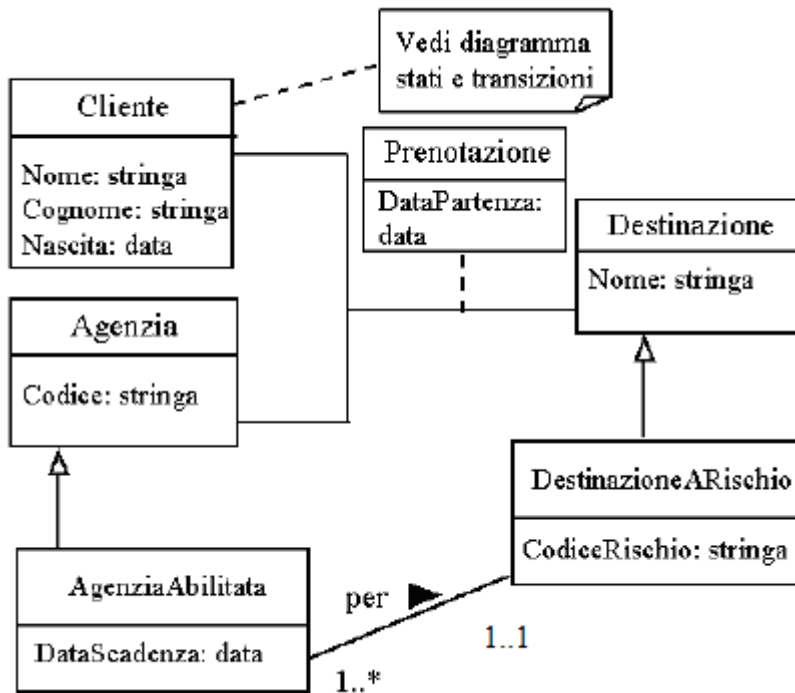 Vedi diagramma
stati e transizioni
Cliente
Nome: stringa
Cognome: stringa
Nascita: data
Prenotazione
DataPartenza:
data
Destinazione
Nome: stringa
Agenzia
Codice: stringa
DestinazioneARischio
CodiceRischio: stringa
AgenziaAbilitata
DataScadenza: data
per
1..1
1..*